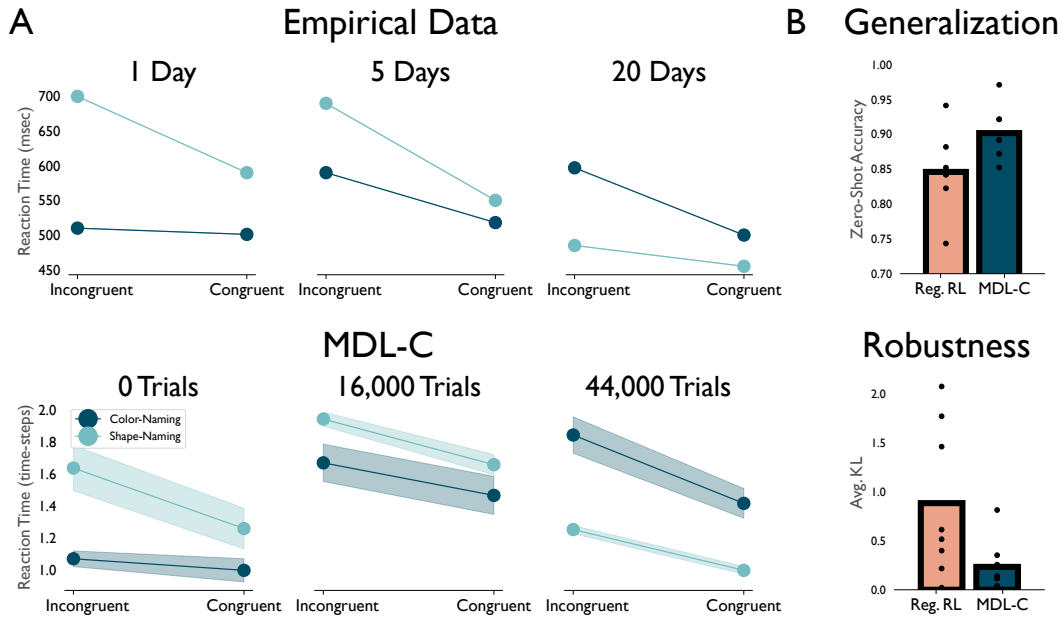 A
Empirical Data
1 Day
5 Days
20 Days
Reaction Time (msec)
700
650
600
550
500
450
Incongruent
Congruent
Incongruent
Congruent
Incongruent
Congruent
B
Generalization
Zero-Shot Accuracy
1.00
0.95
0.90
0.85
0.80
0.75
0.70
Reg. RL
MDL-C
MDL-C
0 Trials
16,000 Trials
44,000 Trials
Reaction Time (time-steps)
2.0
1.8
1.6
1.4
1.2
1.0
Color-Naming
Shape-Naming
Incongruent
Congruent
Incongruent
Congruent
Incongruent
Congruent
Robustness
Avg. KL
2.0
1.5
1.0
0.5
0.0
Reg. RL
MDL-C